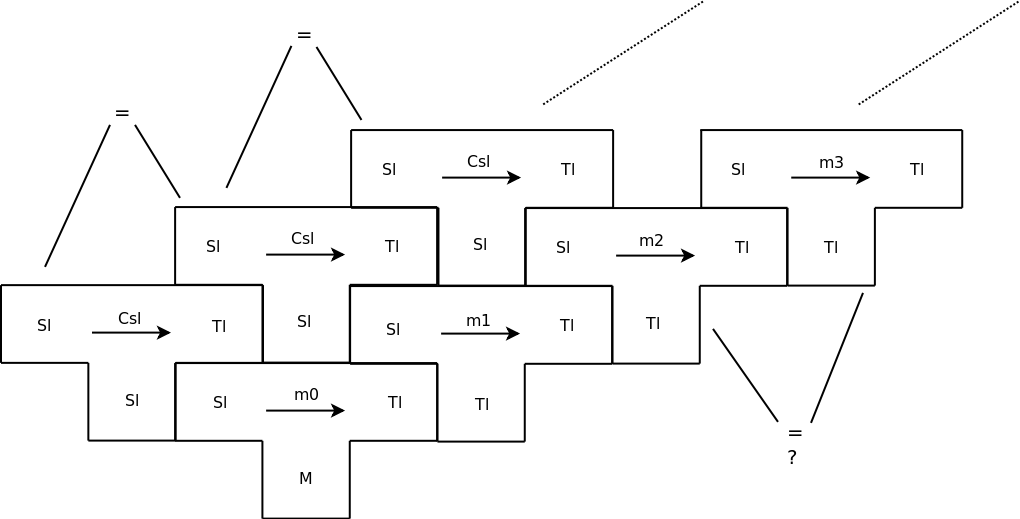 =
=
SI CsI TI
SI m3 TI
SI CsI TI
SI
SI m2 TI
TI
SI CsI TI
SI
SI m1 TI
TI
SI
SI m0 TI
TI
M
=
?